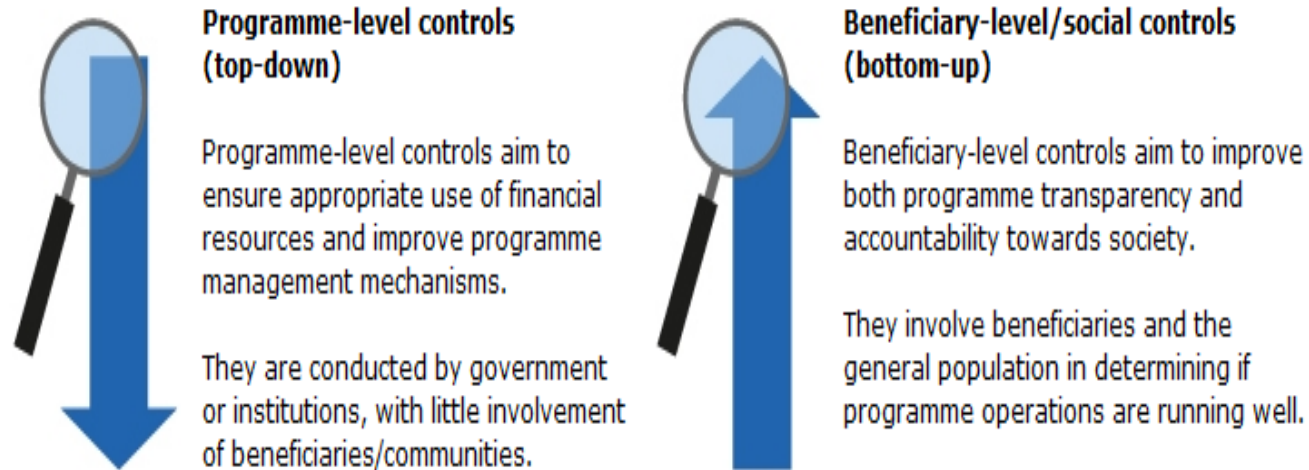 Programme-level controls
(top-down)
Programme-level controls aim to
ensure appropriate use of financial
resources and improve programme
management mechanisms.
They are conducted by government
or institutions, with little involvement
of beneficiaries/communities.
Beneficiary-level/social controls
(bottom-up)
Beneficiary-level controls aim to improve
both programme transparency and
accountability towards society.
They involve beneficiaries and the
general population in determining if
programme operations are running well.